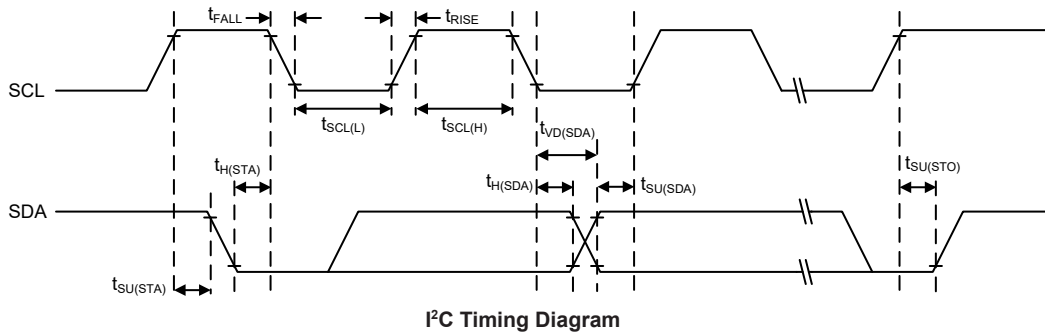 tFALL
tRISE
SCL
tSCL(L)
tSCL(H)
tVD(SDA)
tH(STA)
tH(SDA)
tSU(SDA)
tSU(STO)
SDA
tSU(STA)
I²C Timing Diagram